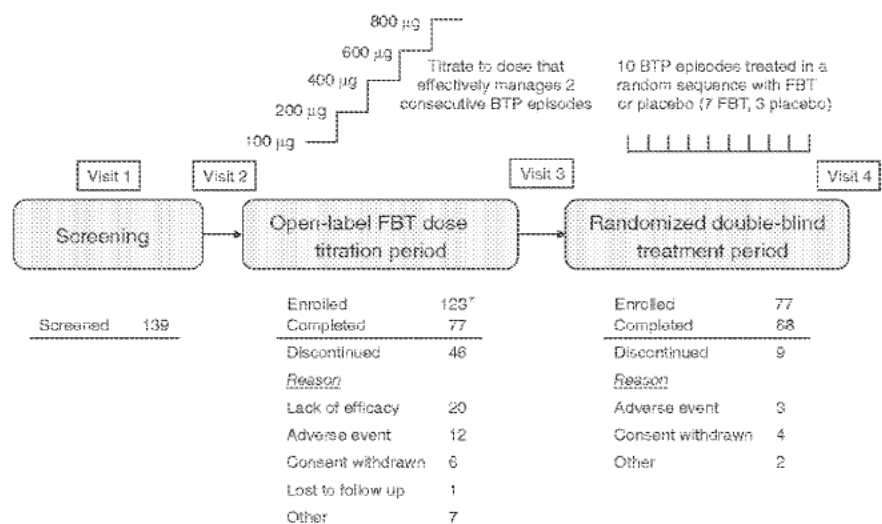 800 µg
600 µg
400 µg
200 µg
100 µg
Titrate to dose that
effectively manages 2
consecutive BTP episodes
10 BTP episodes treated in a
random sequence with FBT
or placebo (7 FBT, 3 placebo)
Visit 1
Visit 2
Visit 3
Visit 4
Screening
Open-label FBT dose
titration period
Randomized double-blind
treatment period
Screened 139
Enrolled 123*
Completed 77
Discontinued 46
Reason
Lack of efficacy 20
Adverse event 12
Consent withdrawn 6
Lost to follow up 1
Other 7
Enrolled 77
Completed 68
Discontinued 9
Reason
Adverse event 3
Consent withdrawn 4
Other 2